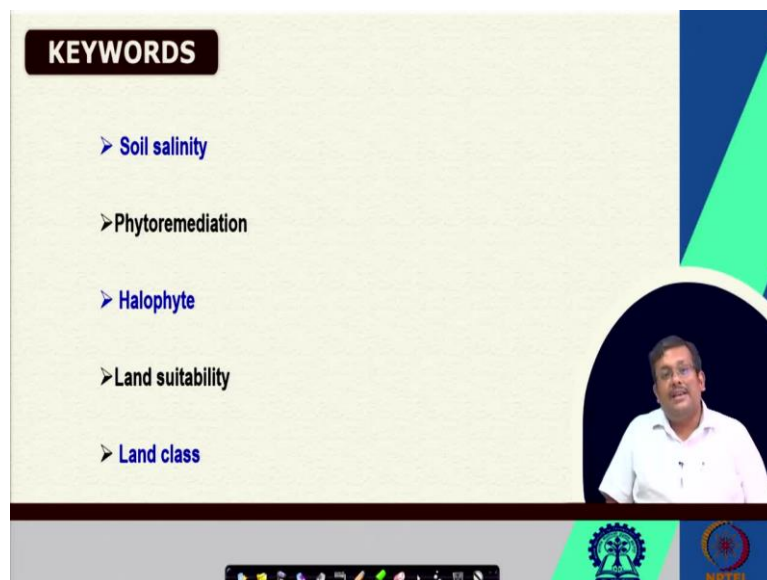 KEYWORDS
➢ Soil salinity
➢Phytoremediation
➢ Halophyte
➢Land suitability
➢ Land class